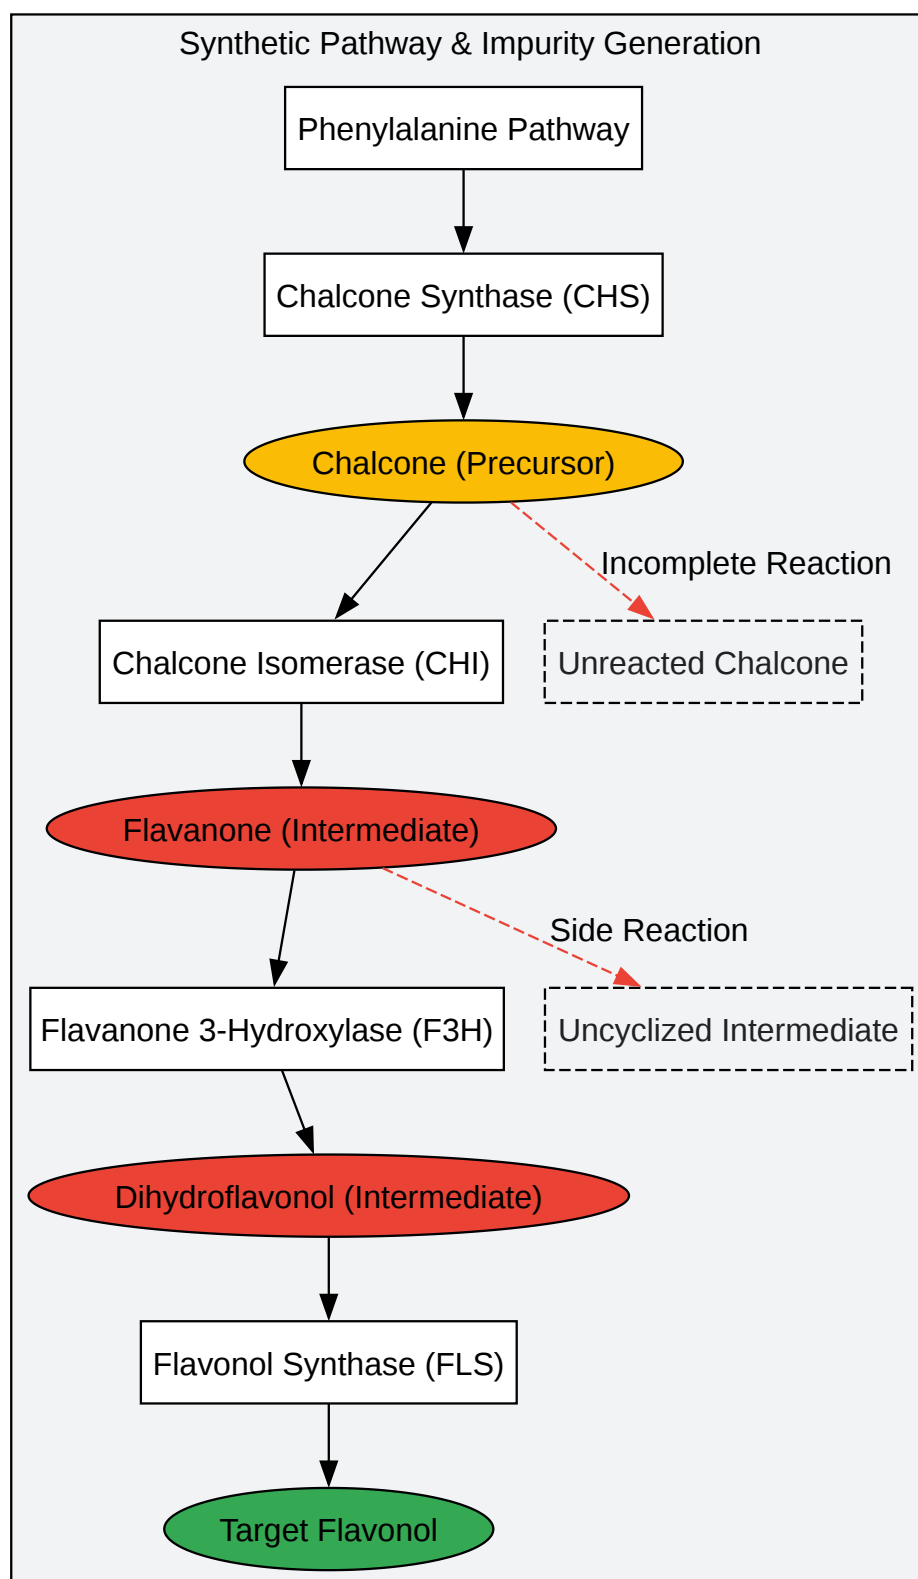 Synthetic Pathway & Impurity Generation
Phenylalanine Pathway
Chalcone Synthase (CHS)
Chalcone (Precursor)
Incomplete Reaction
Chalcone Isomerase (CHI)
Unreacted Chalcone
Flavanone (Intermediate)
Side Reaction
Flavanone 3-Hydroxylase (F3H)
Uncyclized Intermediate
Dihydroflavonol (Intermediate)
Flavonol Synthase (FLS)
Target Flavonol